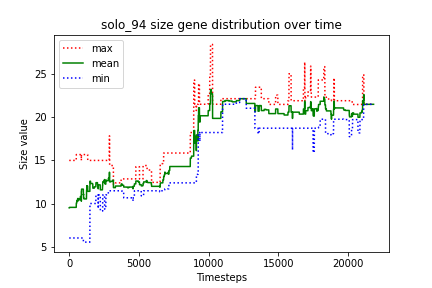 solo_94 size gene distribution over time
max
mean
min
Size value
25
20
15
10
5
0
5000
10000
15000
20000
Timesteps